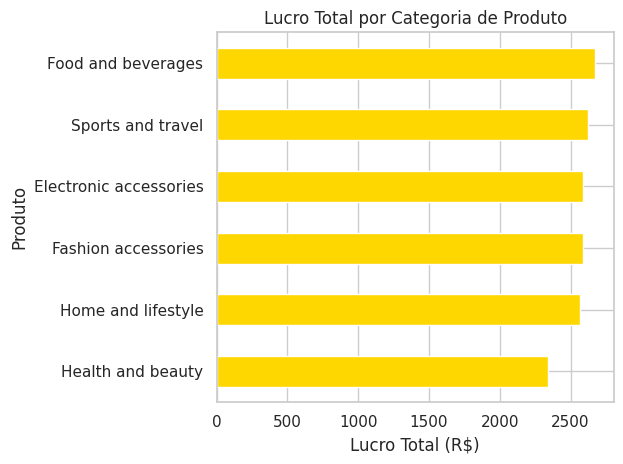 Lucro Total por Categoria de Produto
Food and beverages
Sports and travel
Electronic accessories
Fashion accessories
Home and lifestyle
Health and beauty
Produto
0 500 1000 1500 2000 2500
Lucro Total (R$)